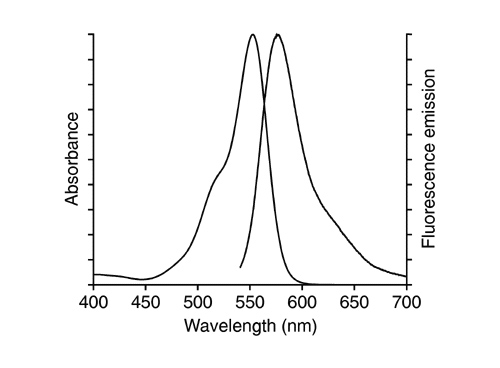 Absorbance
Fluorescence emission
400 450 500 550 600 650 700
Wavelength (nm)